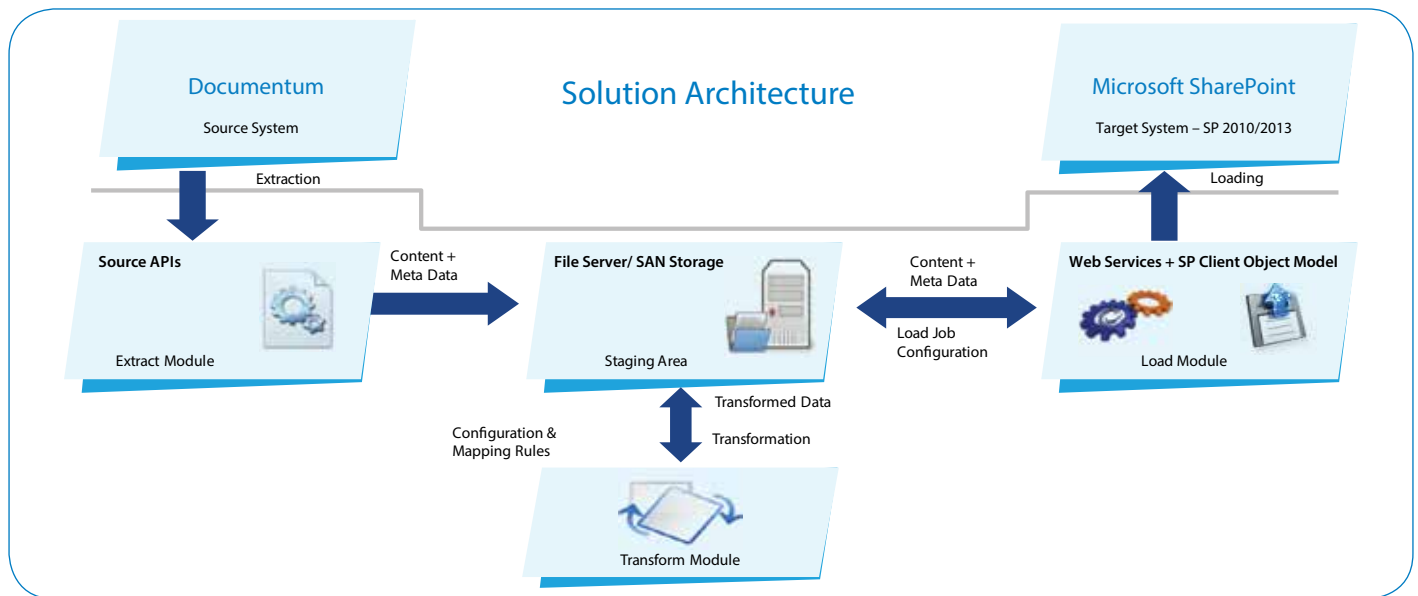 Documentum
Source System
Solution Architecture
Microsoft SharePoint
Target System – SP 2010/2013
Extraction
Loading
Source APIs
Extract Module
Content +
Meta Data
File Server/ SAN Storage
Staging Area
Content +
Meta Data
Load Job
Configuration
Web Services + SP Client Object Model
Load Module
Transformed Data
Configuration &
Mapping Rules
Transformation
Transform Module